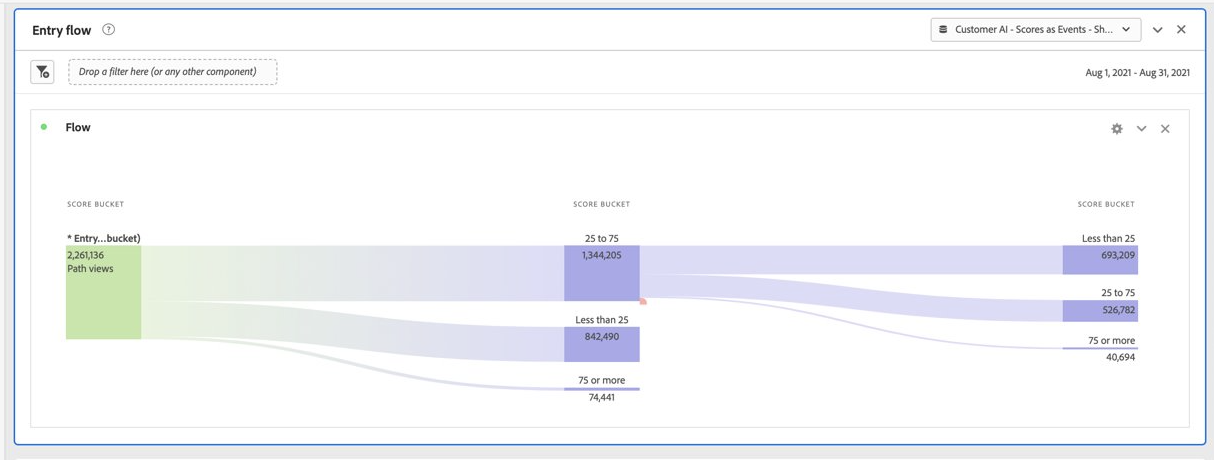 Entry flow
Customer AI - Scores as Events - Sh...
Drop a filter here (or any other component)
Aug 1, 2021 - Aug 31, 2021
Flow
SCORE BUCKET
SCORE BUCKET
SCORE BUCKET
* Entry...bucket)
2,261,136
Path views
25 to 75
1,344,205
Less than 25
842,490
75 or more
74,441
Less than 25
693,209
25 to 75
526,782
75 or more
40,694